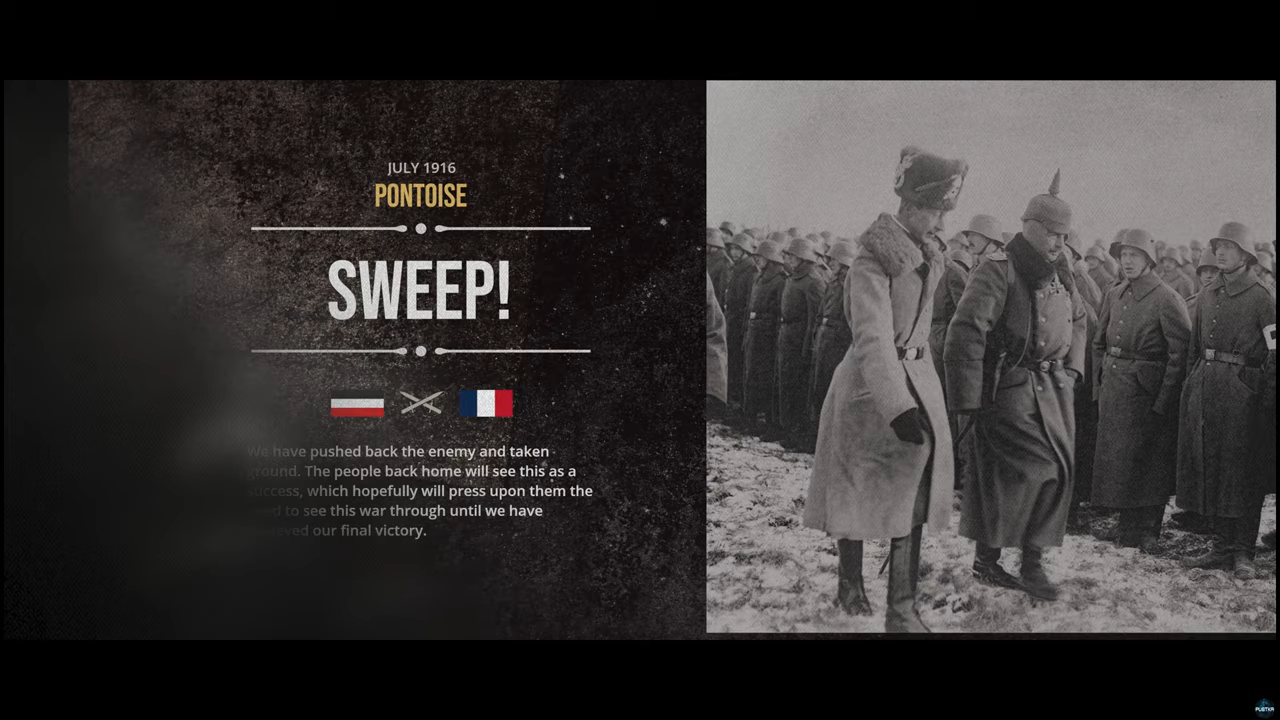 JULY 1916
PONTOISE
SWEEP!
We have pushed back the enemy and taken
ground. The people back home will see this as a
success, which hopefully will press upon them the
to see this war through until we have
our final victory.